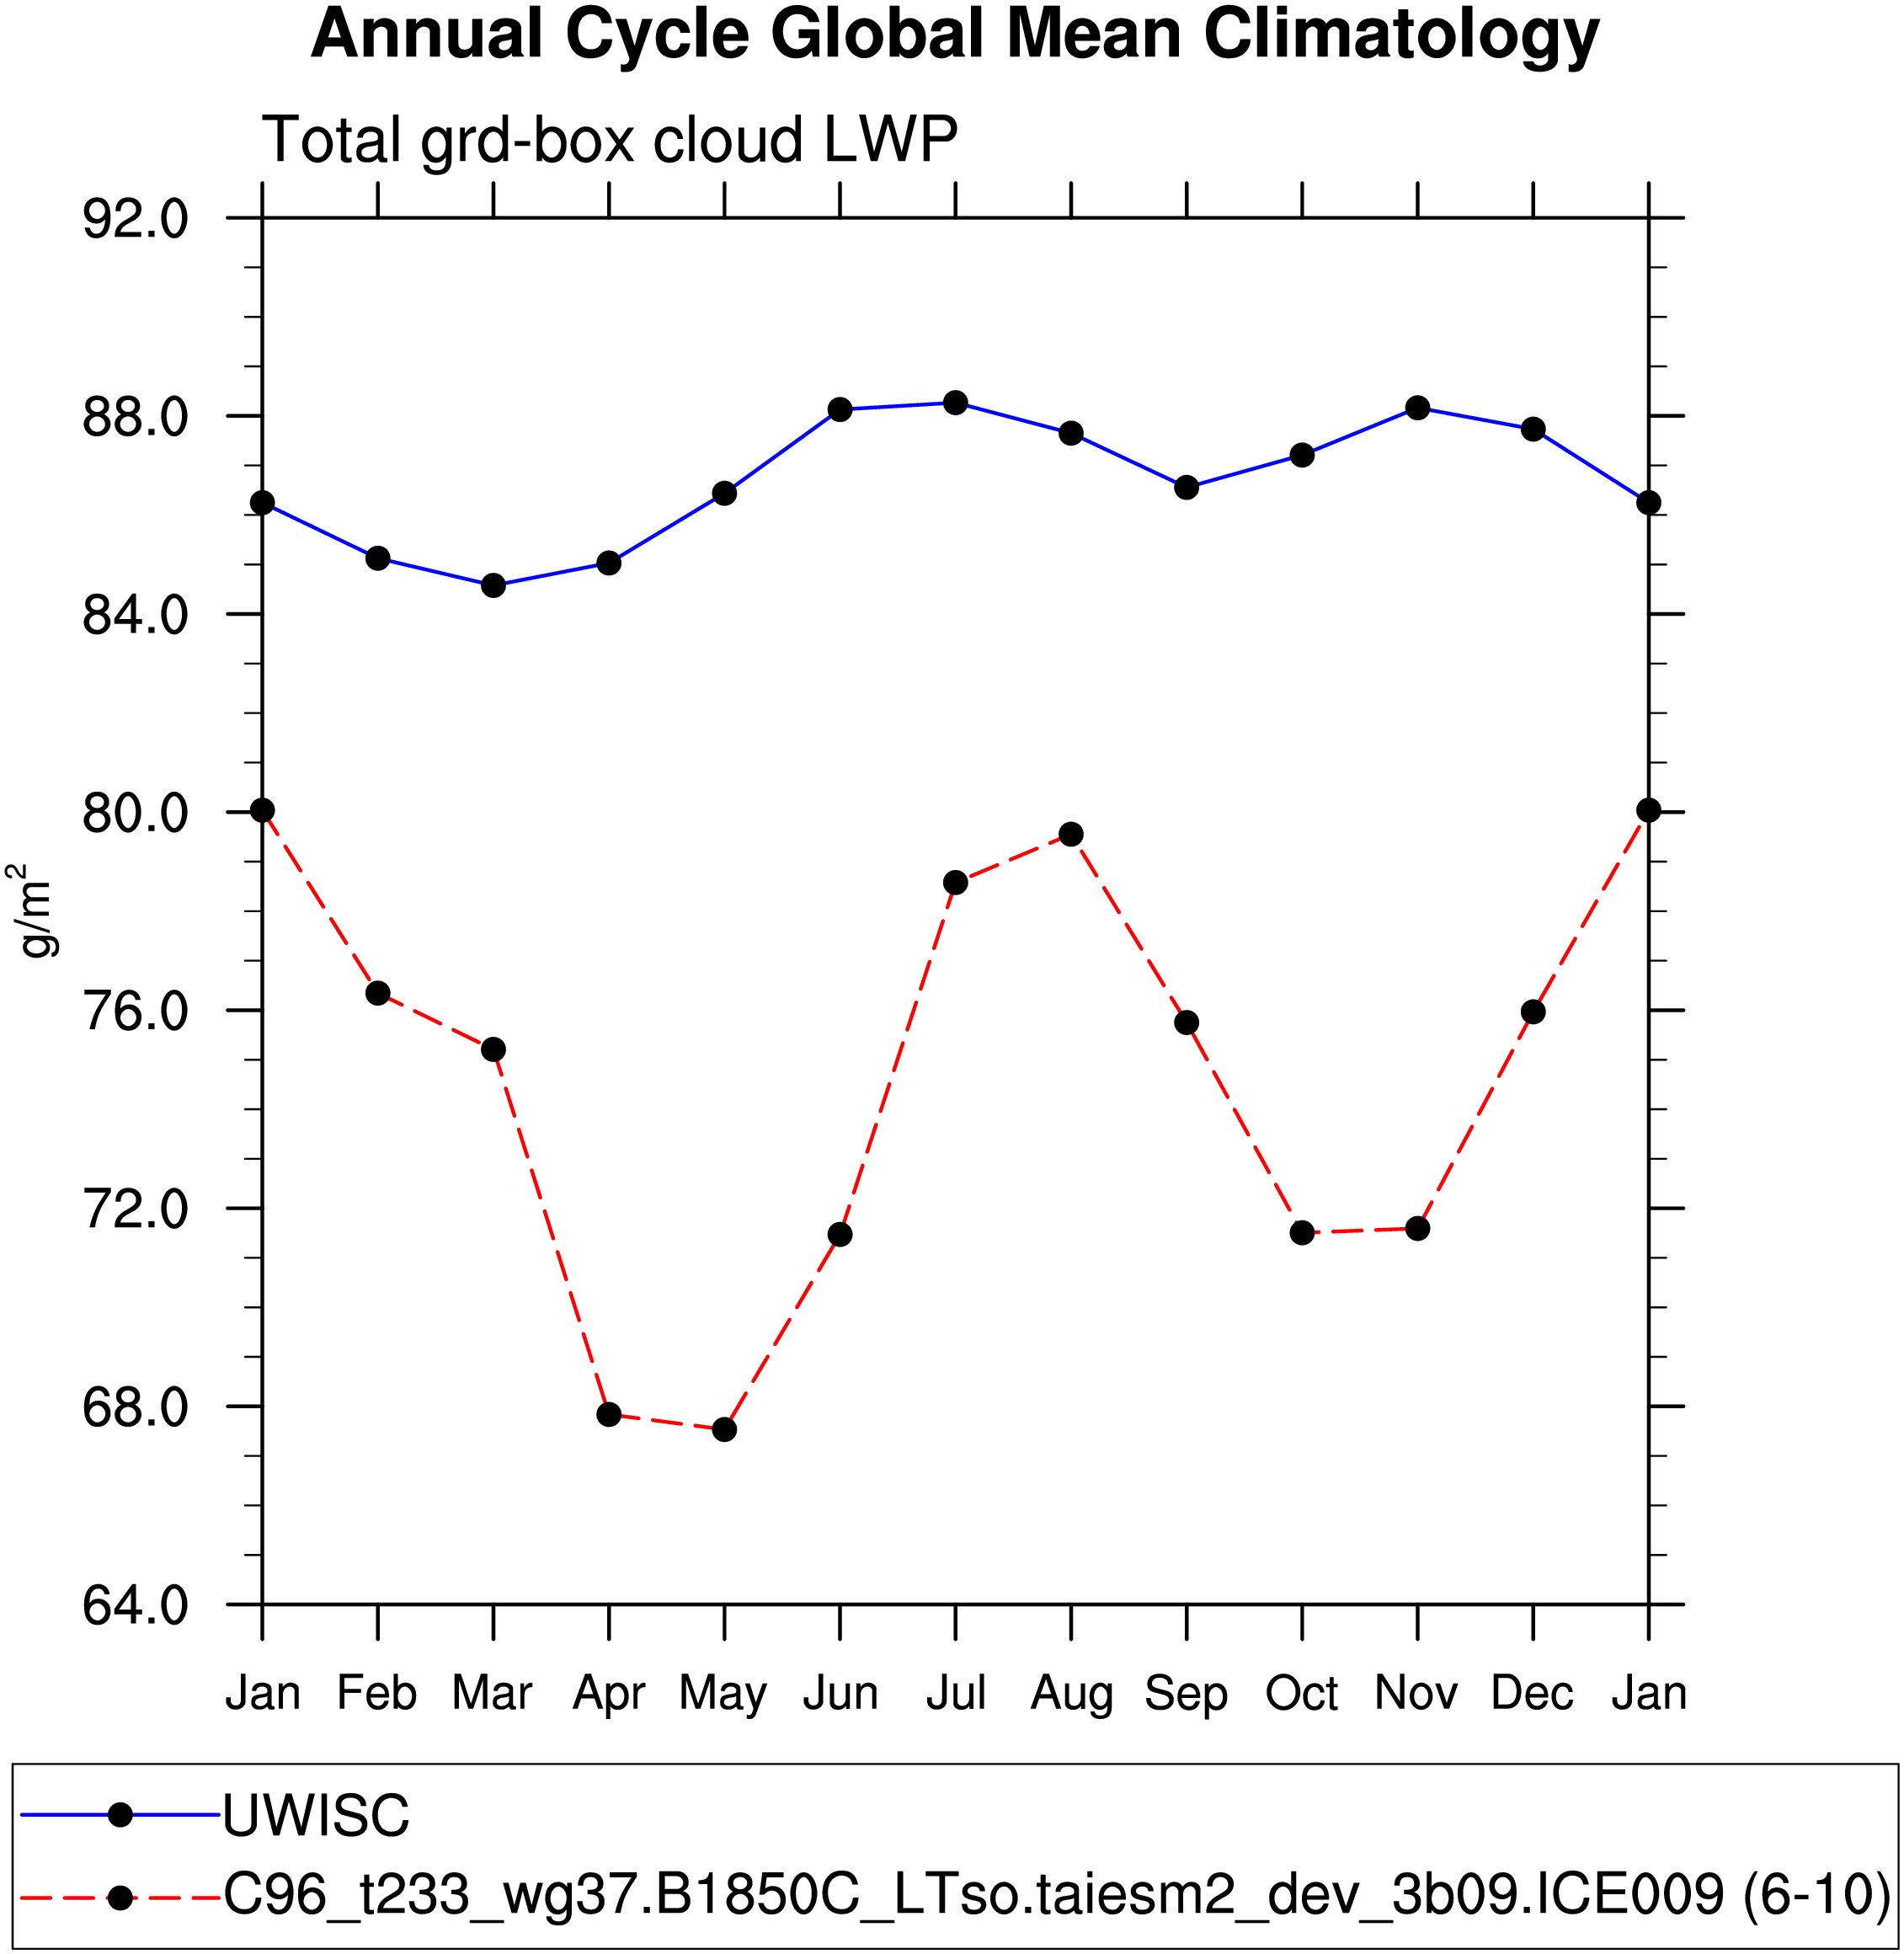 Annual Cycle Global Mean Climatology
Total grd-box cloud LWP
92.0
88.0
84.0
80.0
76.0
72.0
68.0
64.0
g/m²
Jan Feb Mar Apr May Jun Jul Aug Sep Oct Nov Dec Jan
UWISC
C96_t233_wg37.B1850C_LTso.taiesm2_dev_3b09.ICE009 (6-10)